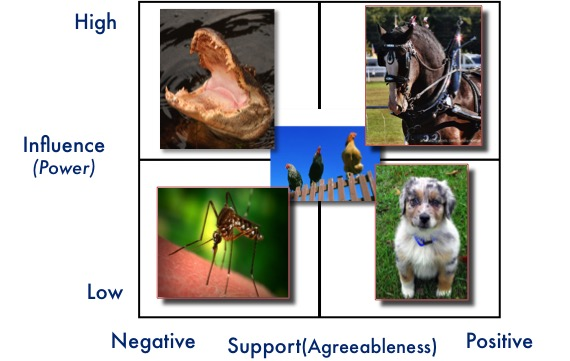 High
Influence
(Power)
Low
Negative
Support(Agreeableness)
Positive